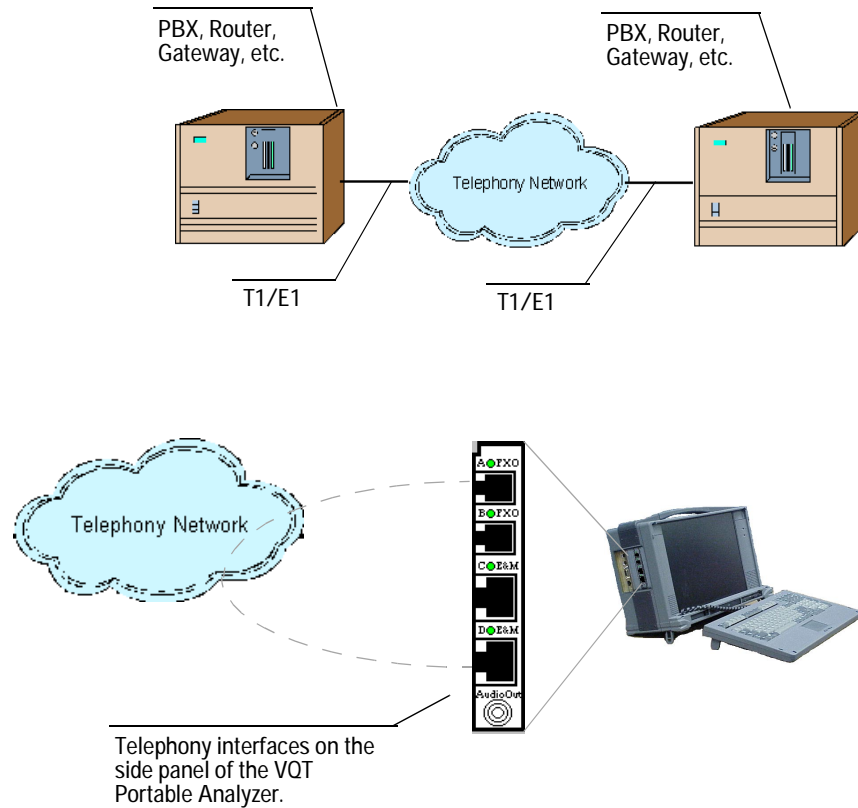 PBX, Router,
Gateway, etc.
PBX, Router,
Gateway, etc.
Telephony Network
T1/E1
T1/E1
Telephony Network
A FXO
B FXO
C E&M
D E&M
AudioOut
Telephony interfaces on the
side panel of the VQT
Portable Analyzer.